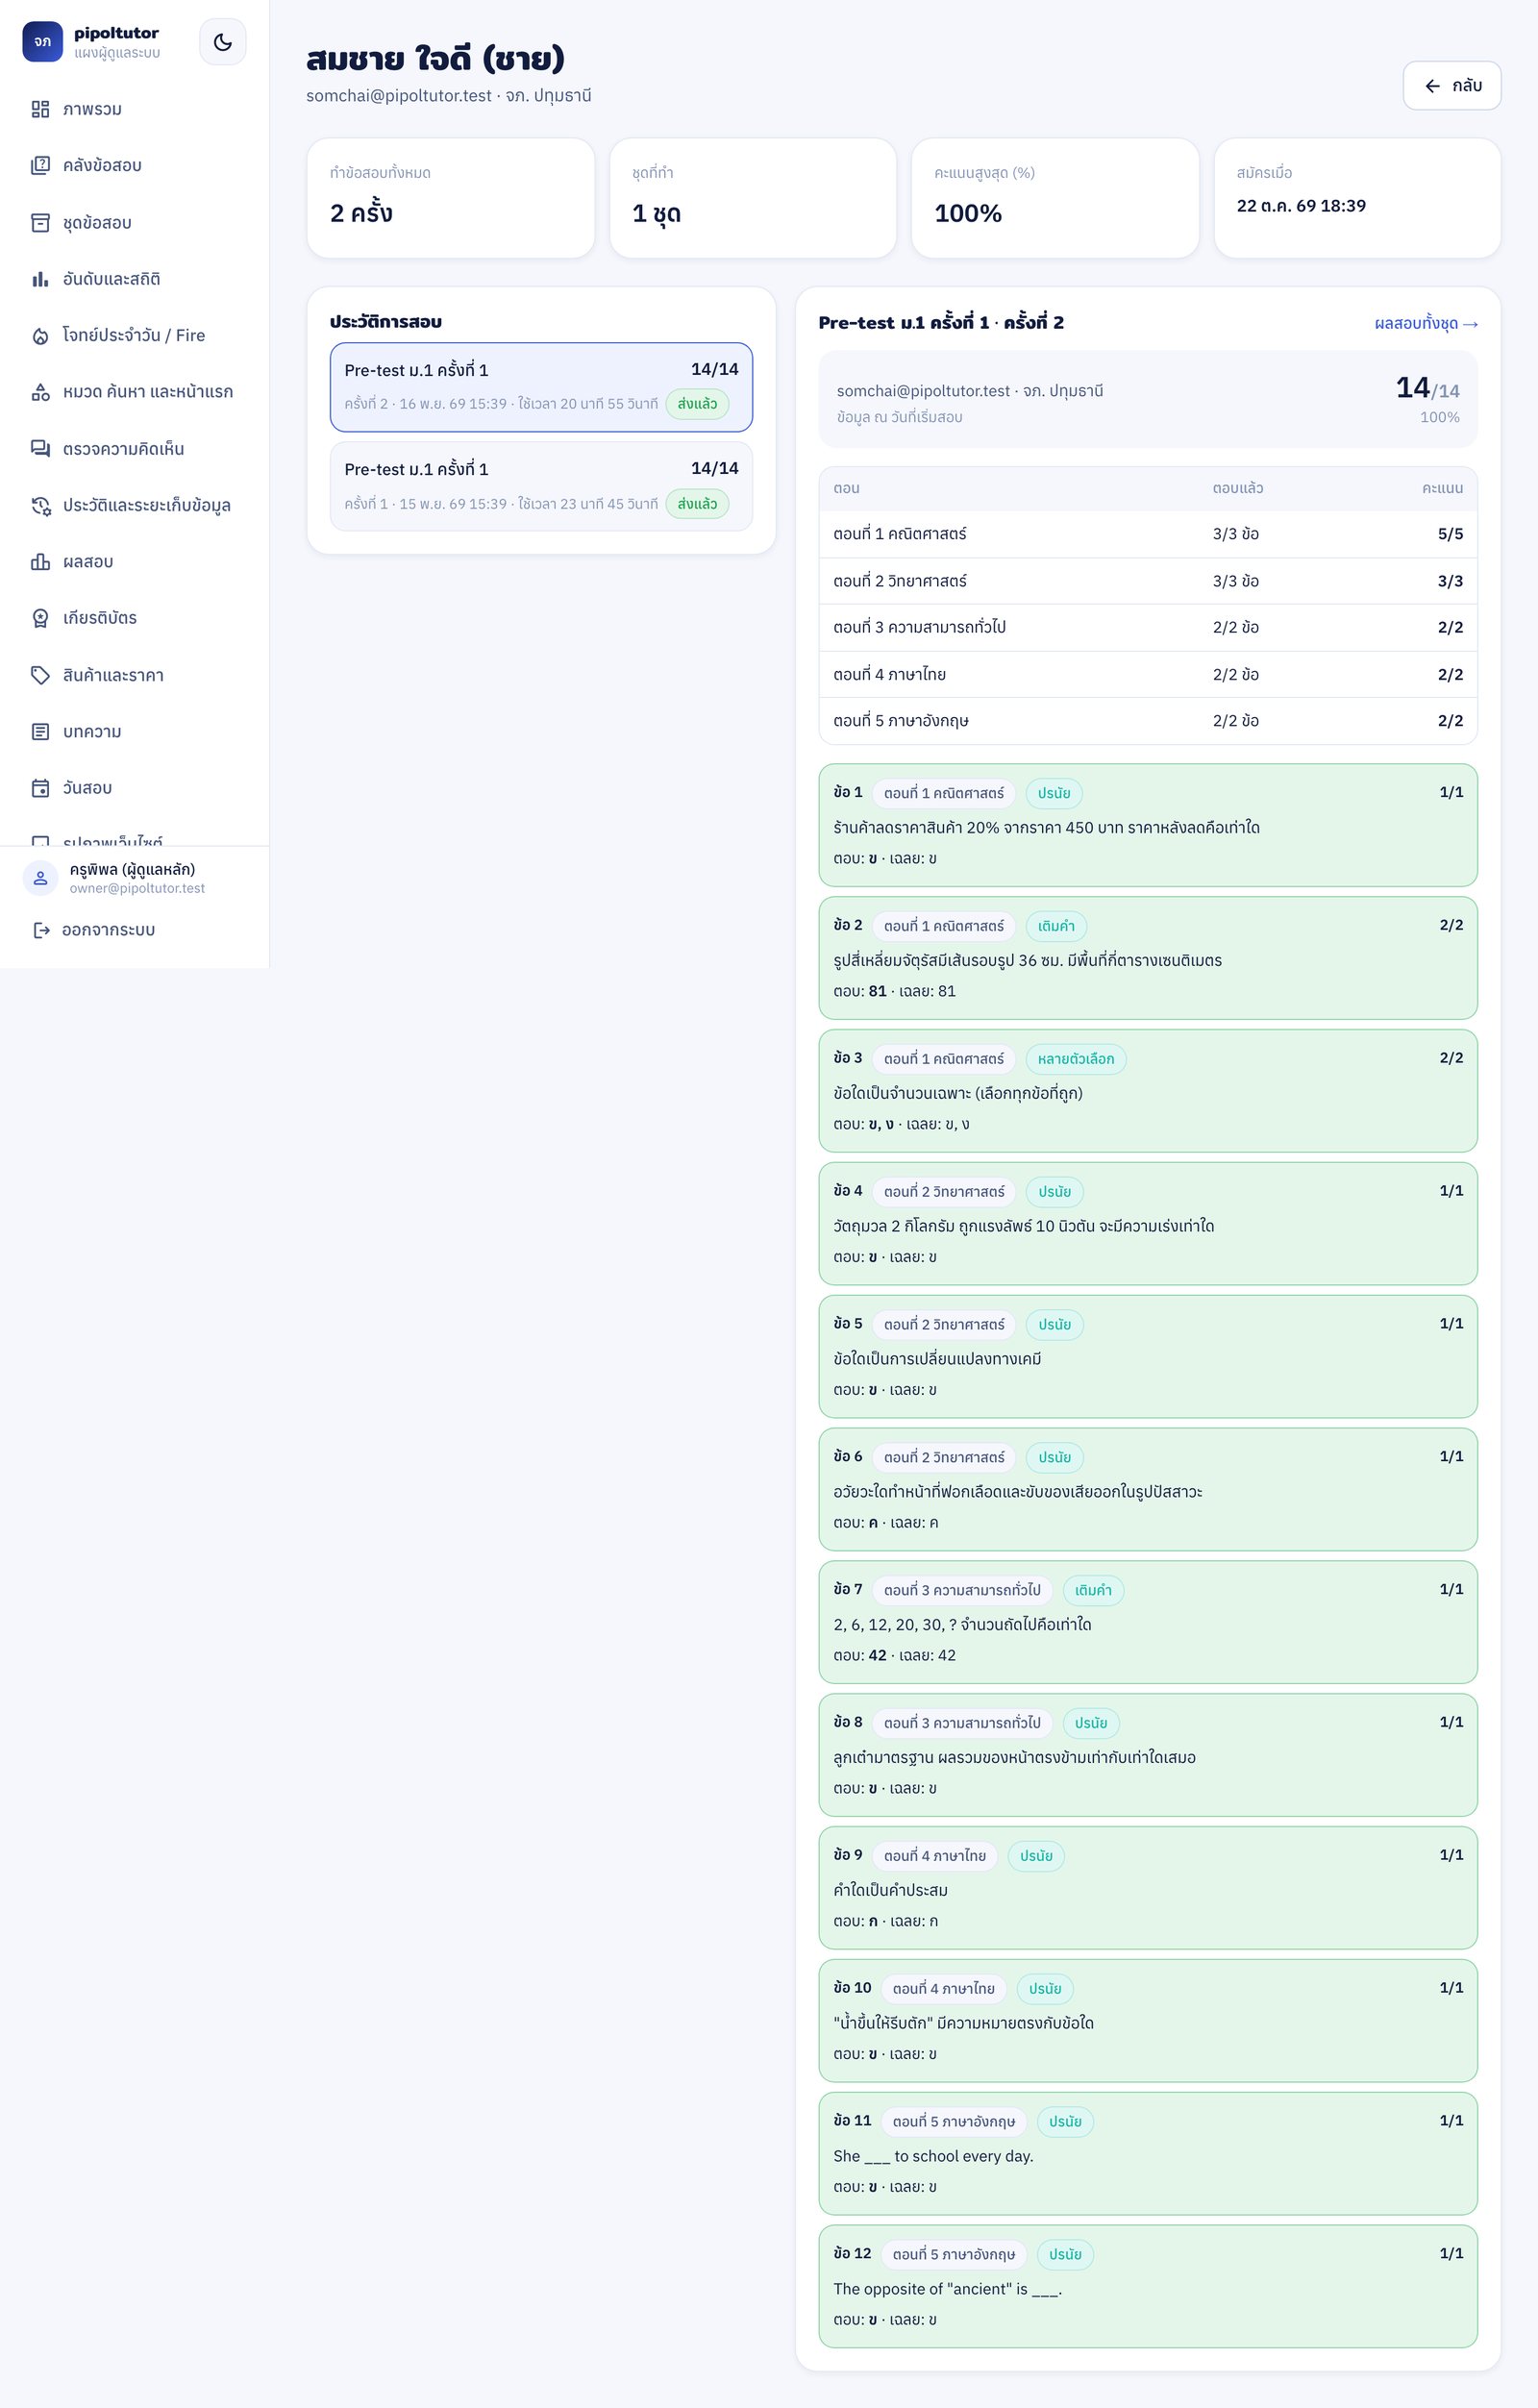 จภ
pipoltutor
แผงผู้ดูแลระบบ
ภาพรวม
คลังข้อสอบ
ชุดข้อสอบ
อันดับและสถิติ
โจทย์ประจำวัน / Fire
หมวด ค้นหา และหน้าแรก
ตรวจความคิดเห็น
ประวัติและระยะเก็บข้อมูล
ผลสอบ
เกียรติบัตร
สินค้าและราคา
บทความ
วันสอบ
รูปภาพเว็บไซต์
ครูพิพล (ผู้ดูแลหลัก)
owner@pipoltutor.test
ออกจากระบบ
สมชาย ใจดี (ชาย)
somchai@pipoltutor.test · จภ. ปทุมธานี
กลับ
ทำข้อสอบทั้งหมด
2 ครั้ง
ชุดที่ทำ
1 ชุด
คะแนนสูงสุด (%)
100%
สมัครเมื่อ
22 ต.ค. 69 18:39
ประวัติการสอบ
Pre-test ม.1 ครั้งที่ 1 14/14
ครั้งที่ 2 · 16 พ.ย. 69 15:39 · ใช้เวลา 20 นาที 55 วินาที ส่งแล้ว
Pre-test ม.1 ครั้งที่ 1 14/14
ครั้งที่ 1 · 15 พ.ย. 69 15:39 · ใช้เวลา 23 นาที 45 วินาที ส่งแล้ว
Pre-test ม.1 ครั้งที่ 1 · ครั้งที่ 2 ผลสอบทั้งชุด →
somchai@pipoltutor.test · จภ. ปทุมธานี 14/14
ข้อมูล ณ วันที่เริ่มสอบ 100%
ตอน ตอบแล้ว คะแนน
ตอนที่ 1 คณิตศาสตร์ 3/3 ข้อ 5/5
ตอนที่ 2 วิทยาศาสตร์ 3/3 ข้อ 3/3
ตอนที่ 3 ความสามารถทั่วไป 2/2 ข้อ 2/2
ตอนที่ 4 ภาษาไทย 2/2 ข้อ 2/2
ตอนที่ 5 ภาษาอังกฤษ 2/2 ข้อ 2/2
ข้อ 1 ตอนที่ 1 คณิตศาสตร์ ปรนัย 1/1
ร้านค้าลดราคาสินค้า 20% จากราคา 450 บาท ราคาหลังลดคือเท่าใด
ตอบ: ข · เฉลย: ข
ข้อ 2 ตอนที่ 1 คณิตศาสตร์ เติมคำ 2/2
รูปสี่เหลี่ยมจัตุรัสมีเส้นรอบรูป 36 ซม. มีพื้นที่กี่ตารางเซนติเมตร
ตอบ: 81 · เฉลย: 81
ข้อ 3 ตอนที่ 1 คณิตศาสตร์ หลายตัวเลือก 2/2
ข้อใดเป็นจำนวนเฉพาะ (เลือกทุกข้อที่ถูก)
ตอบ: ข, ง · เฉลย: ข, ง
ข้อ 4 ตอนที่ 2 วิทยาศาสตร์ ปรนัย 1/1
วัตถุมวล 2 กิโลกรัม ถูกแรงลัพธ์ 10 นิวตัน จะมีความเร่งเท่าใด
ตอบ: ข · เฉลย: ข
ข้อ 5 ตอนที่ 2 วิทยาศาสตร์ ปรนัย 1/1
ข้อใดเป็นการเปลี่ยนแปลงทางเคมี
ตอบ: ข · เฉลย: ข
ข้อ 6 ตอนที่ 2 วิทยาศาสตร์ ปรนัย 1/1
อวัยวะใดทำหน้าที่ฟอกเลือดและขับของเสียออกในรูปปัสสาวะ
ตอบ: ค · เฉลย: ค
ข้อ 7 ตอนที่ 3 ความสามารถทั่วไป เติมคำ 1/1
2, 6, 12, 20, 30, ? จำนวนถัดไปคือเท่าใด
ตอบ: 42 · เฉลย: 42
ข้อ 8 ตอนที่ 3 ความสามารถทั่วไป ปรนัย 1/1
ลูกเต๋ามาตรฐาน ผลรวมของหน้าตรงข้ามเท่ากับเท่าใดเสมอ
ตอบ: ข · เฉลย: ข
ข้อ 9 ตอนที่ 4 ภาษาไทย ปรนัย 1/1
คำใดเป็นคำประสม
ตอบ: ก · เฉลย: ก
ข้อ 10 ตอนที่ 4 ภาษาไทย ปรนัย 1/1
"น้ำขึ้นให้รีบตัก" มีความหมายตรงกับข้อใด
ตอบ: ข · เฉลย: ข
ข้อ 11 ตอนที่ 5 ภาษาอังกฤษ ปรนัย 1/1
She ___ to school every day.
ตอบ: ข · เฉลย: ข
ข้อ 12 ตอนที่ 5 ภาษาอังกฤษ ปรนัย 1/1
The opposite of "ancient" is ___.
ตอบ: ข · เฉลย: ข